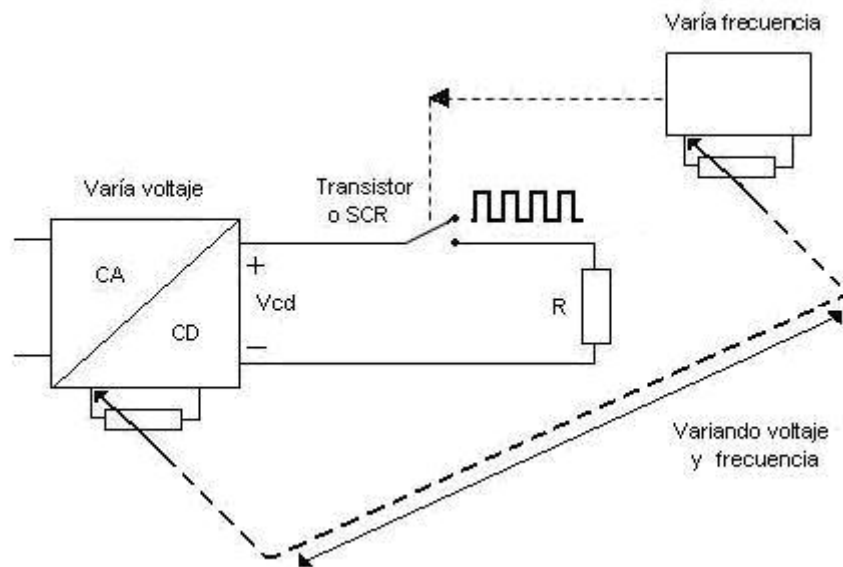 Varía frecuencia
Varía voltaje
Transistor
o SCR
CA
+
Vcd
CD
−
R
Variando voltaje
y frecuencia